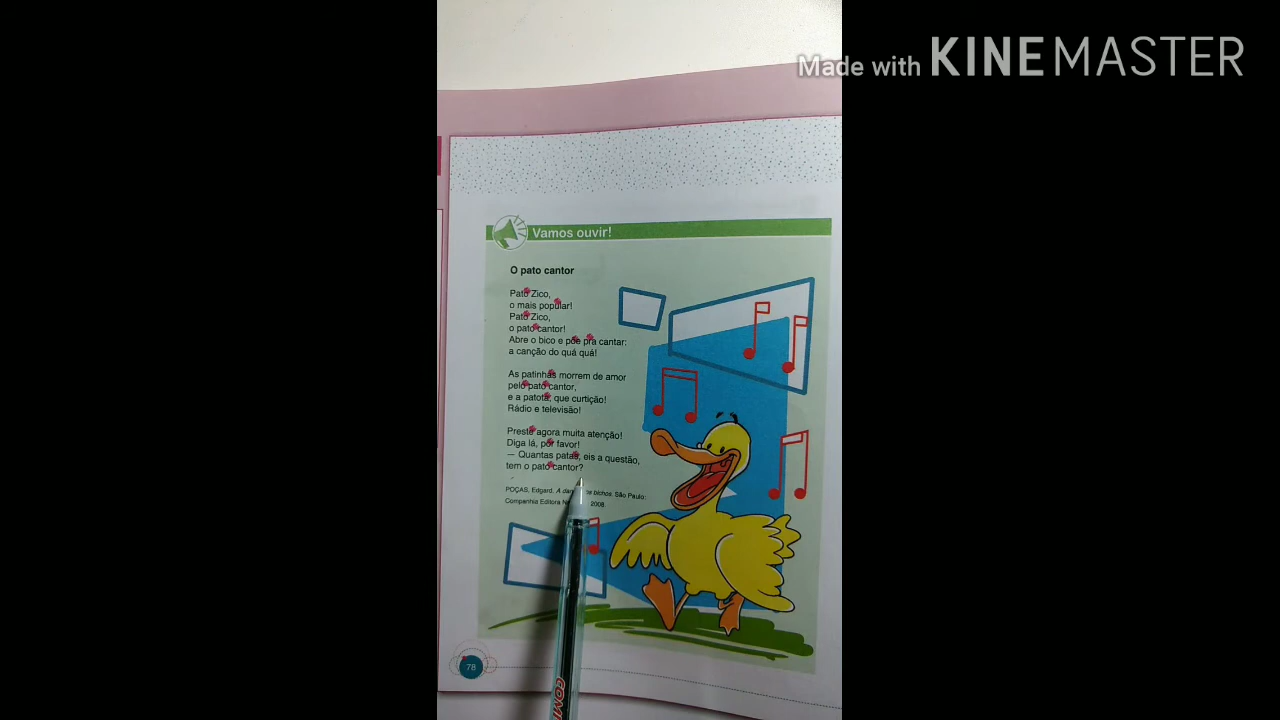 Made with KINEMASTER
Vamos ouvir!
O pato cantor
Pato Zico,
o mais popular!
Pato Zico,
o pato cantor!
Abre o bico e põe pra cantar:
a canção do quá quá!
As patinhas morrem de amor
pelo pato cantor,
e a patota, que curtição!
Rádio e televisão!
Preste agora muita atenção!
Diga lá, por favor!
— Quantas patas, eis a questão,
tem o pato cantor?
POÇAS, Edgard. A dos bichos. São Paulo:
Companhia Editora 2008
78